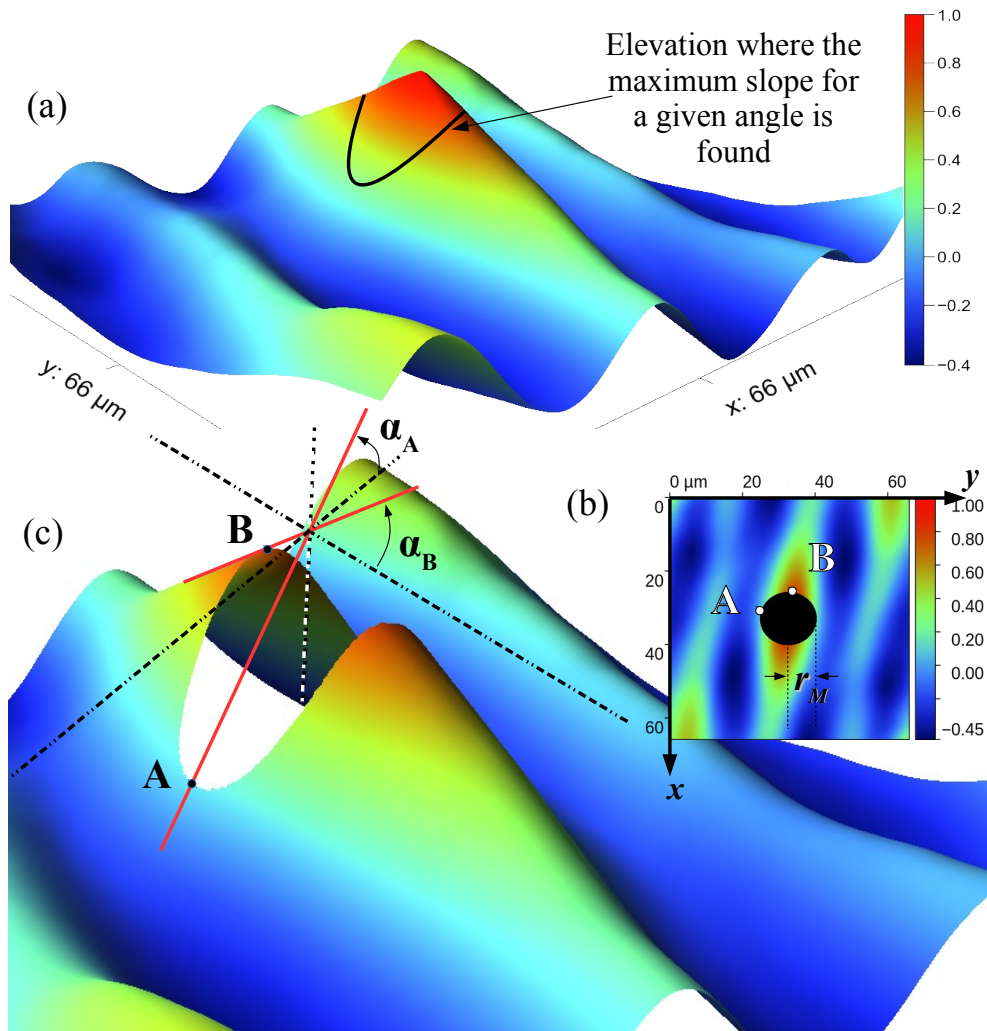 (a)
Elevation where the
maximum slope for
a given angle is
found
1.0
0.8
0.6
0.4
0.2
0.0
−0.2
−0.4
y: 66 μm
x: 66 μm
(c)
α_A
α_B
B
A
(b)
0 μm 20 40 60
y
0
20
40
60
x
A
B
r_M
1.00
0.80
0.60
0.40
0.20
0.00
−0.45